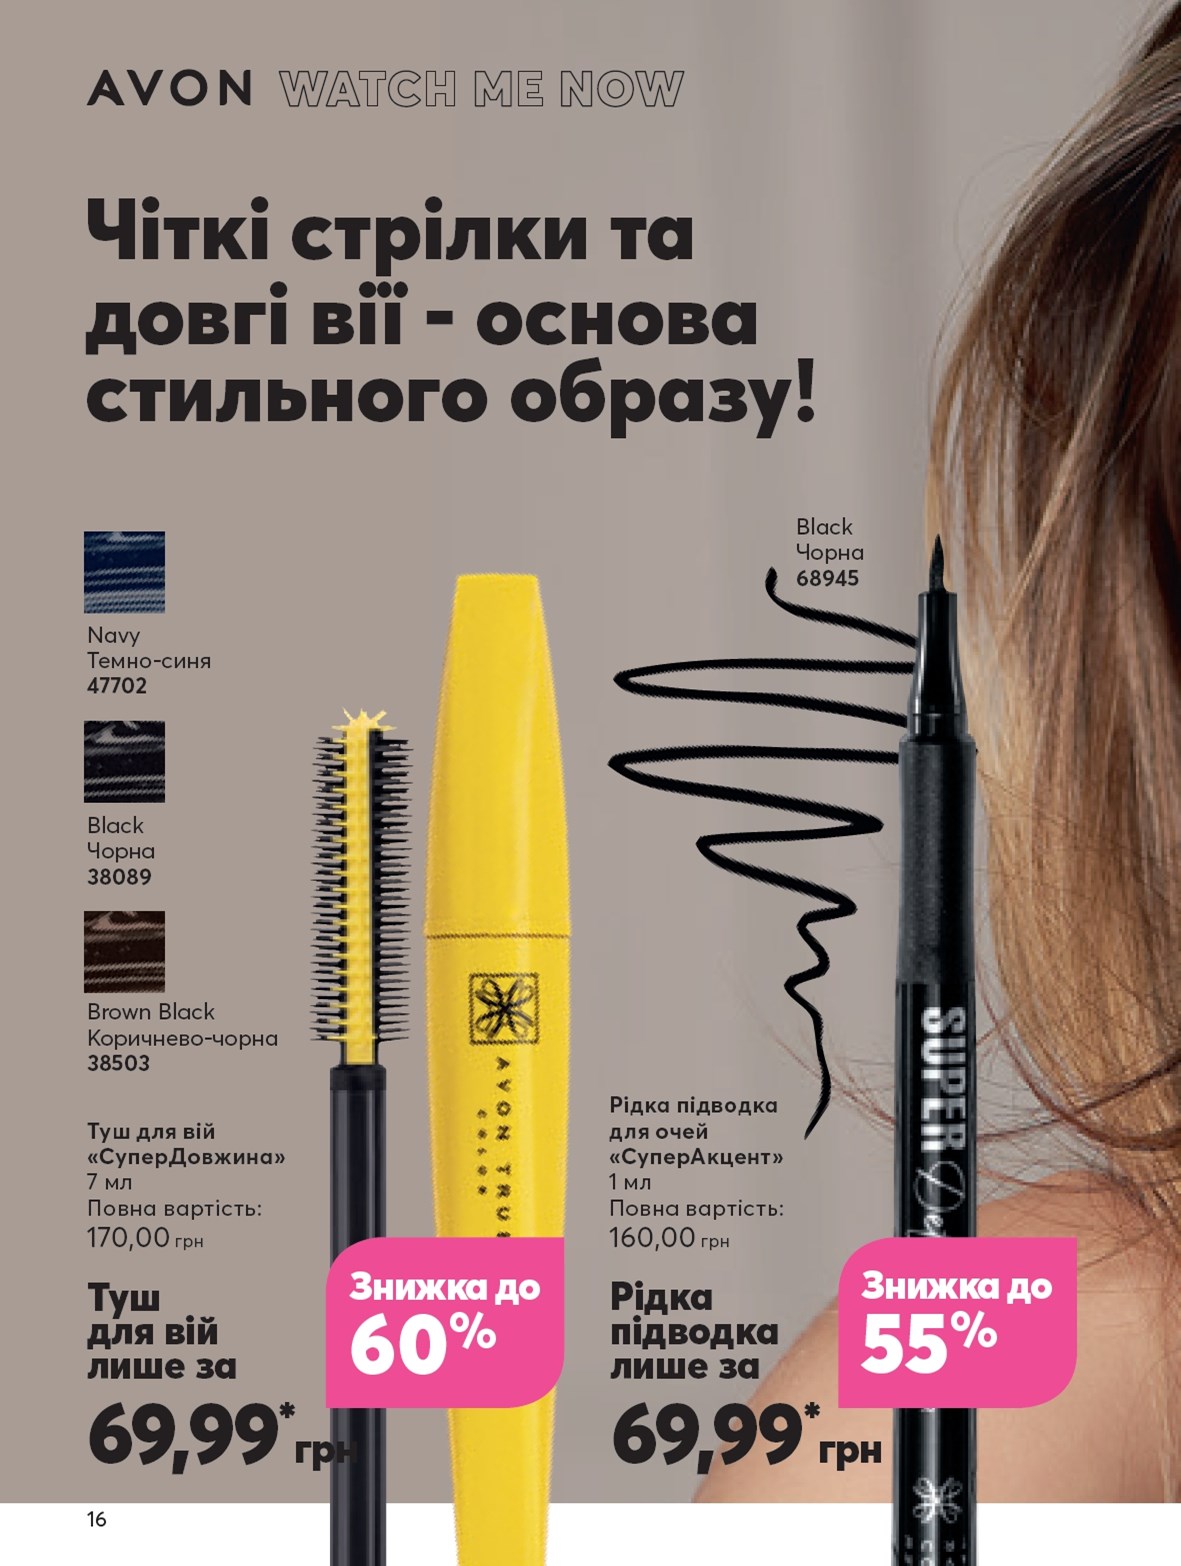 AVON WATCH ME NOW
Чіткі стрілки та
довгі вії - основа
стильного образу!
Navy
Темно-синя
47702
Black
Чорна
38089
Brown Black
Коричнево-чорна
38503
Туш для вій
«СуперДовжина»
7 мл
Повна вартість:
170,00 грн
Туш
для вій
лише за
69,99* грн
Знижка до
60%
AVON TRUE
COLOR
Black
Чорна
68945
Рідка підводка
для очей
«СуперАкцент»
1 мл
Повна вартість:
160,00 грн
Рідка
підводка
лише за
69,99* грн
Знижка до
55%
SUPER
16